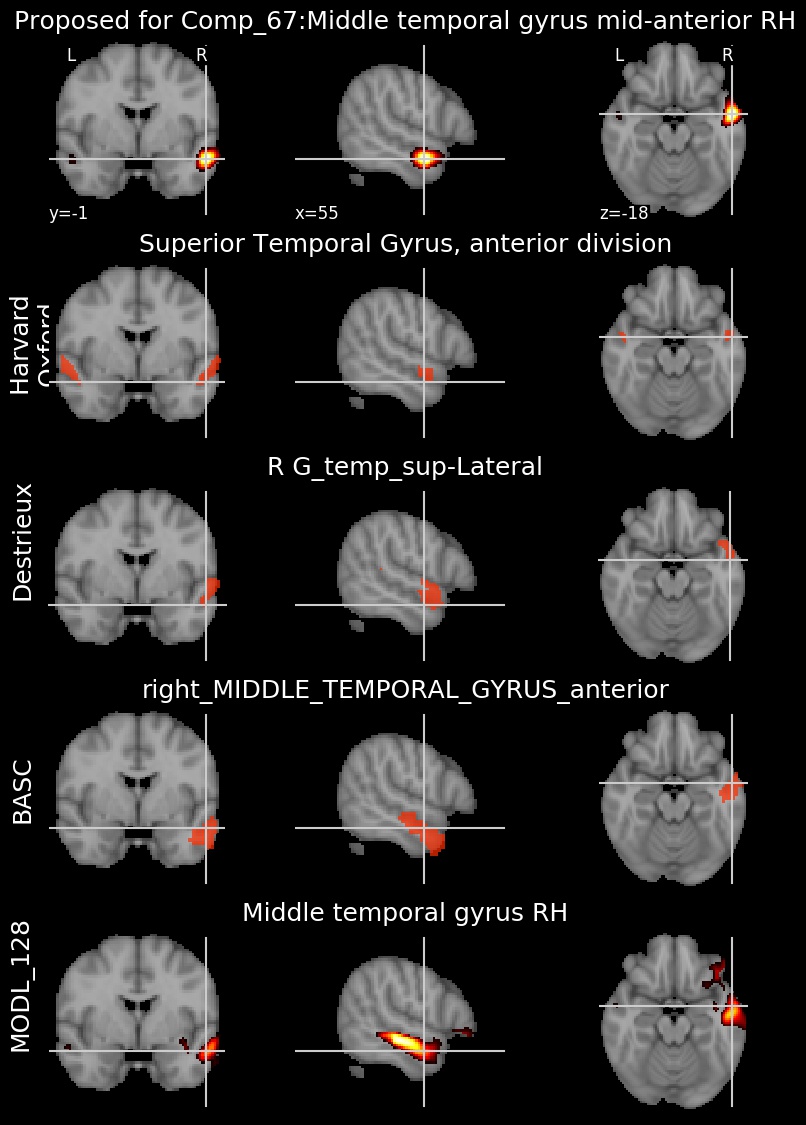 Proposed for Comp_67:Middle temporal gyrus mid-anterior RH
L R L R
y=-1 x=55 z=-18
Superior Temporal Gyrus, anterior division
Harvard
Oxford
R G_temp_sup-Lateral
Destrieux
right_MIDDLE_TEMPORAL_GYRUS_anterior
BASC
Middle temporal gyrus RH
MODL_128